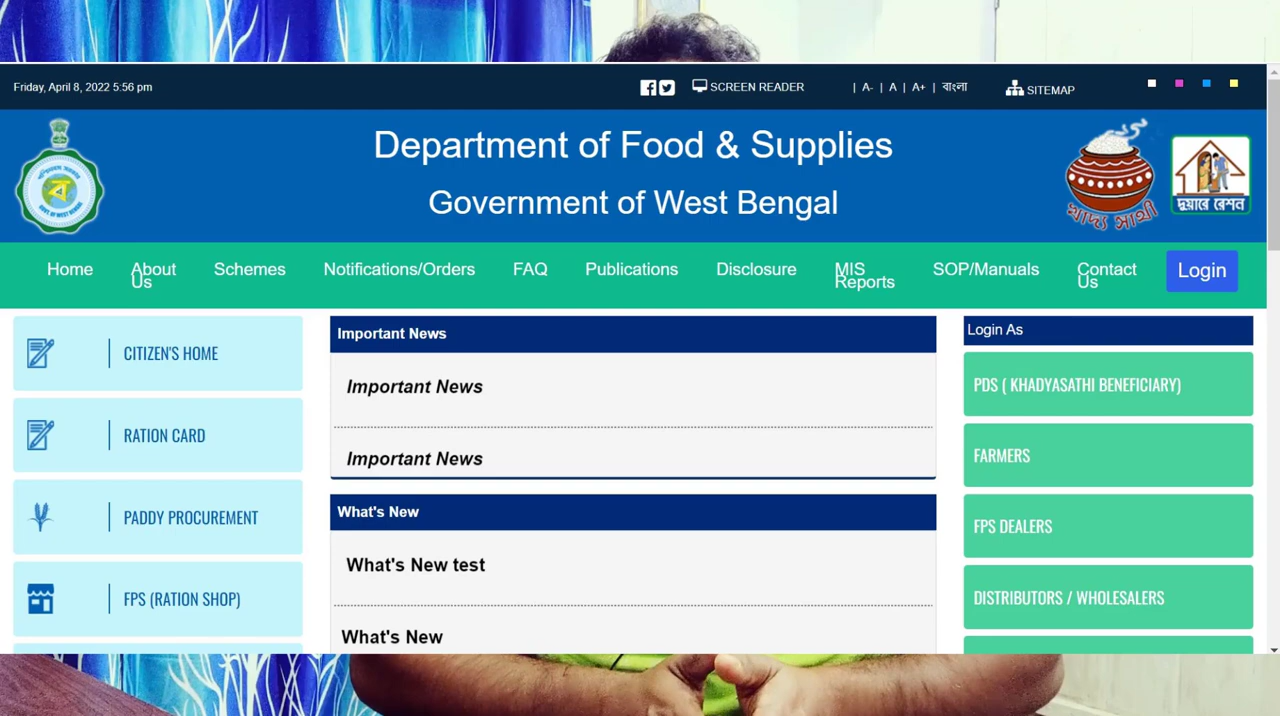 Friday, April 8, 2022 5:56 pm
SCREEN READER
| A- | A | A+ | বাংলা
SITEMAP
Department of Food & Supplies
Government of West Bengal
খাদ্য সাথী
দুয়ারে রেশন
Home
About Us
Schemes
Notifications/Orders
FAQ
Publications
Disclosure
MIS Reports
SOP/Manuals
Contact Us
Login
CITIZEN'S HOME
RATION CARD
PADDY PROCUREMENT
FPS (RATION SHOP)
Important News
Important News
Important News
What's New
What's New test
What's New
Login As
PDS ( KHADYASATHI BENEFICIARY)
FARMERS
FPS DEALERS
DISTRIBUTORS / WHOLESALERS